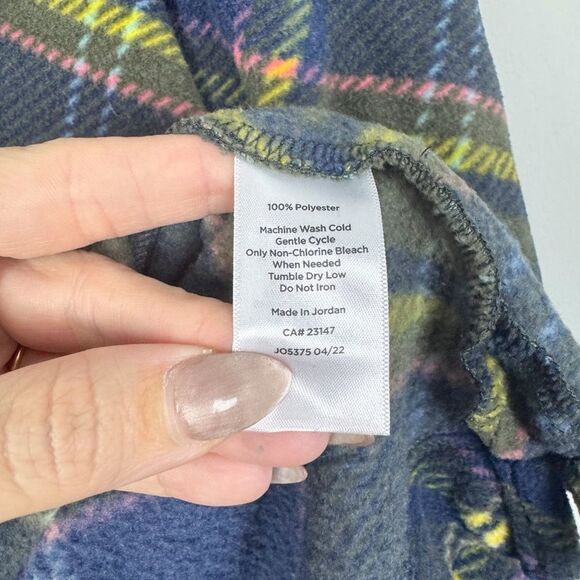 100% Polyester
Machine Wash Cold
Gentle Cycle
Only Non-Chlorine Bleach
When Needed
Tumble Dry Low
Do Not Iron
Made in Jordan
CA# 23147
JO5375 04/22